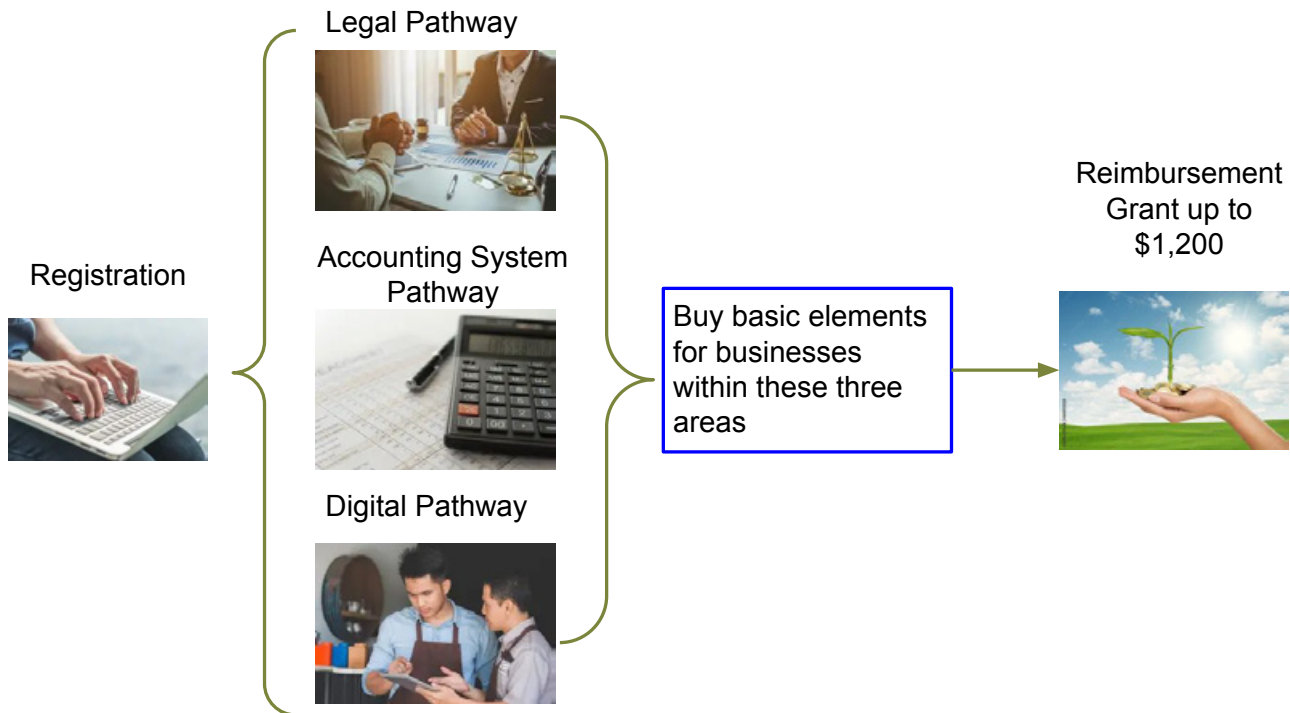 Legal Pathway
Registration
Accounting System
Pathway
Digital Pathway
Buy basic elements
for businesses
within these three
areas
Reimbursement
Grant up to
$1,200